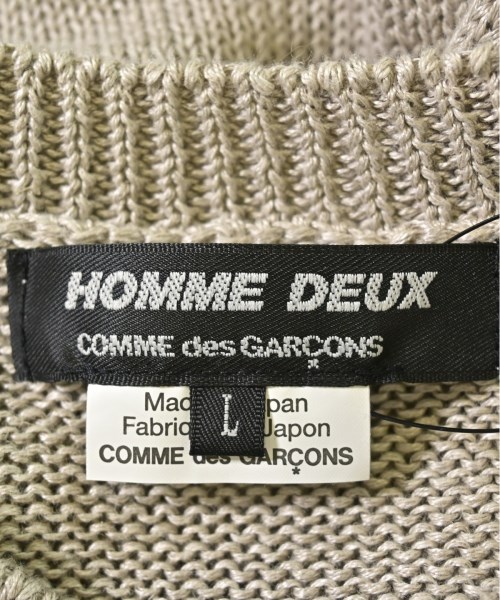 HOMME DEUX
COMME des GARÇONS
*
L
Mad pan
Fabric Japon
COMME des GARÇONS
*